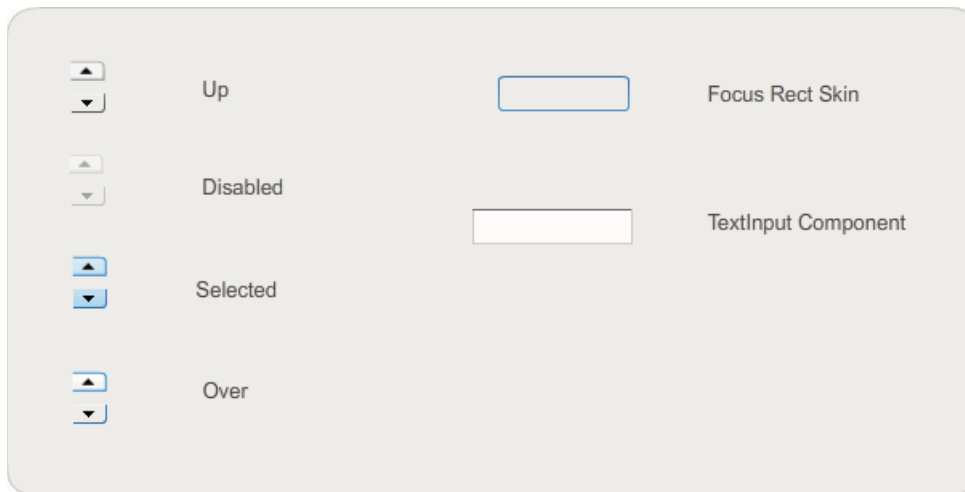 Up
Focus Rect Skin
Disabled
TextInput Component
Selected
Over